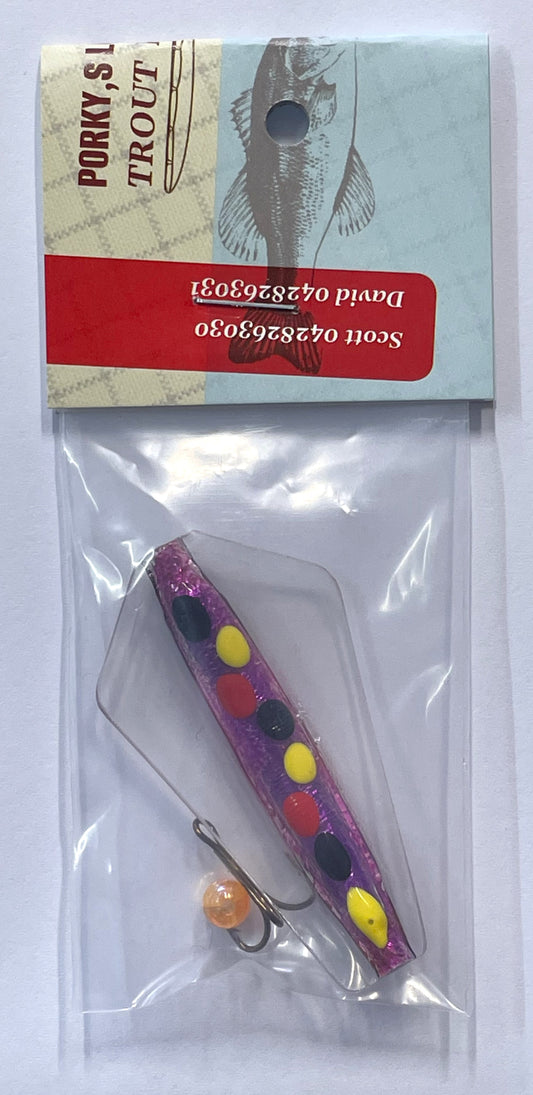 PORKY,S L
TROUT
Scott 0428263030
David 0428263031